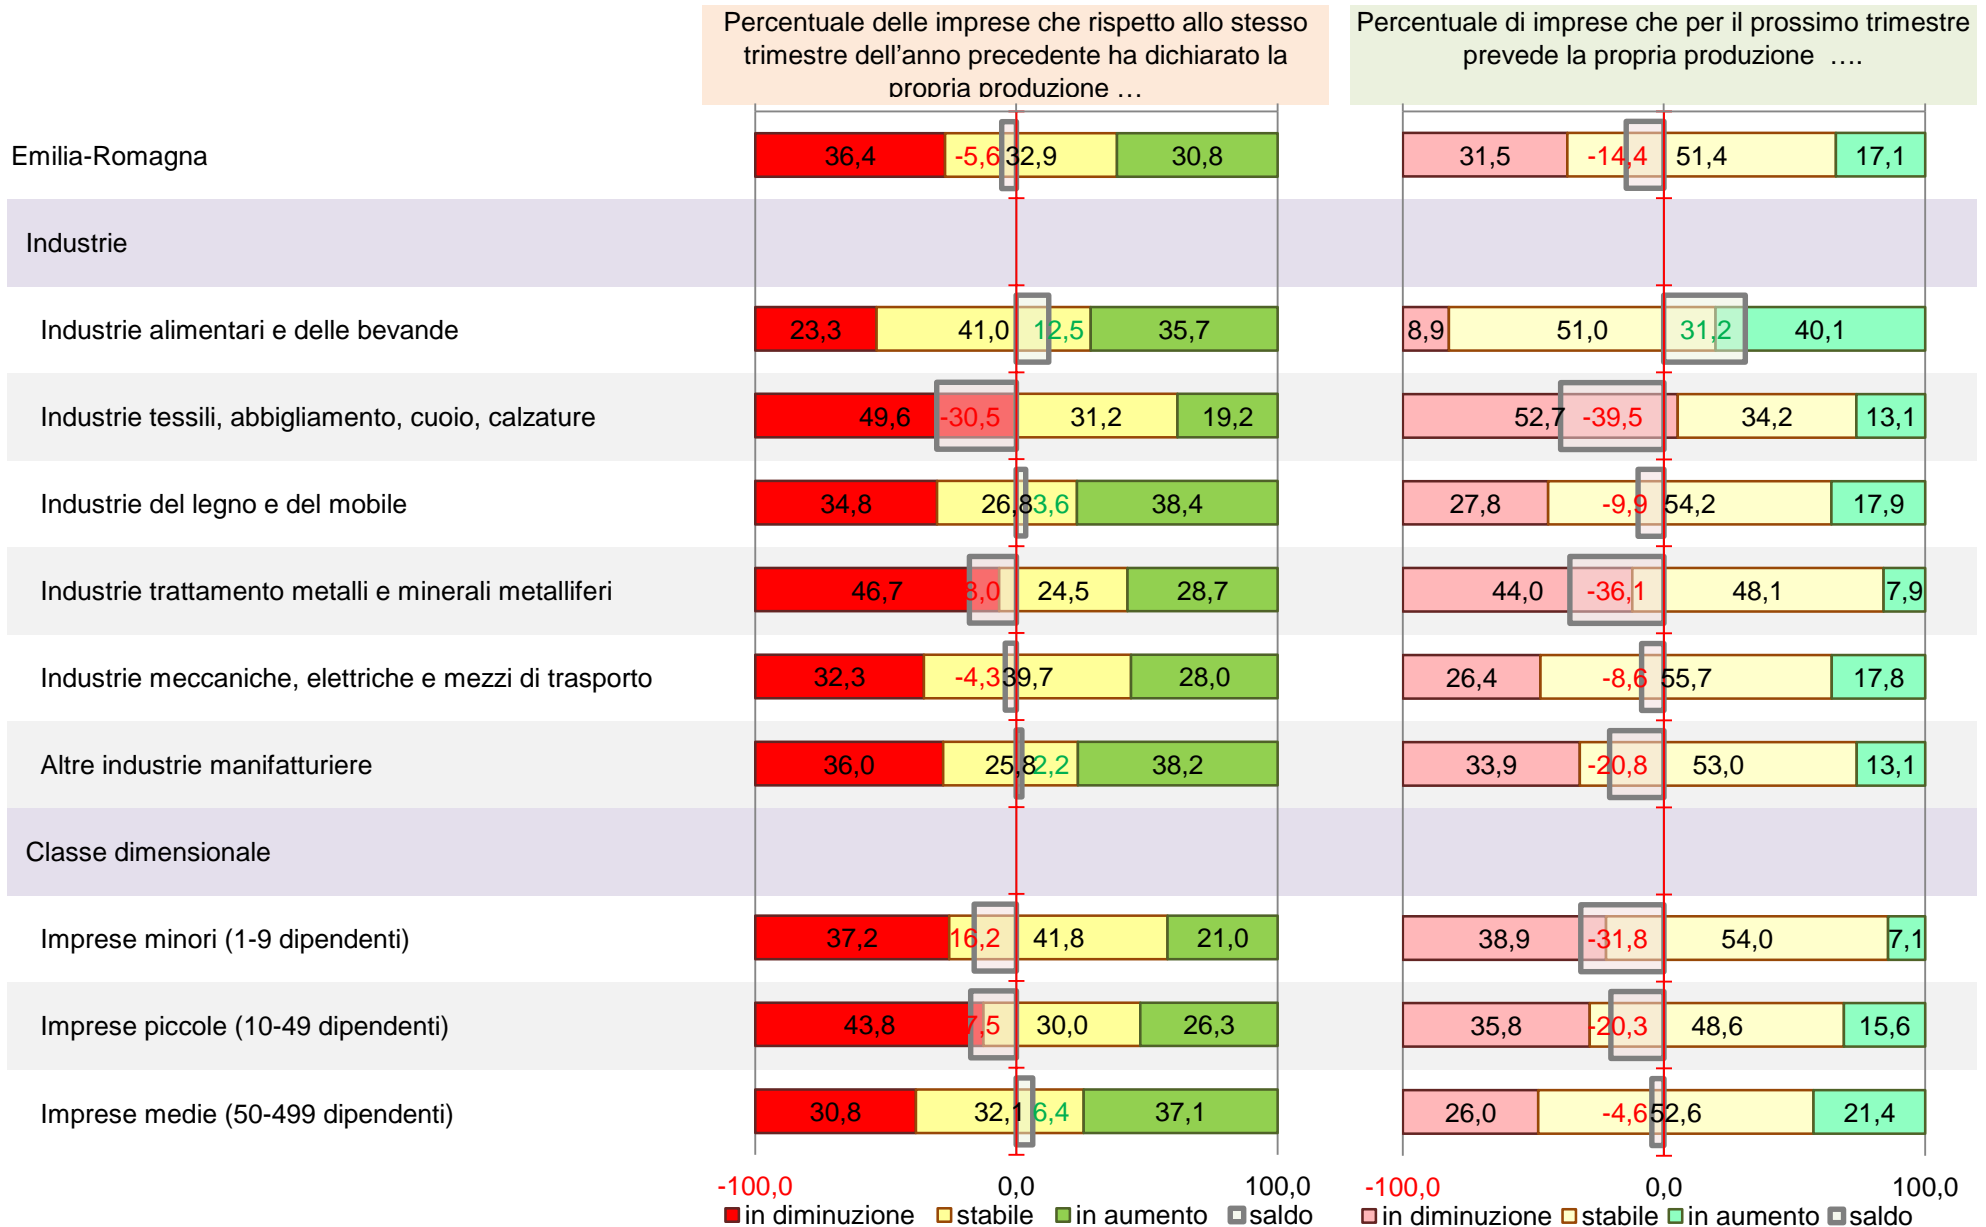 Percentuale delle imprese che rispetto allo stesso
trimestre dell'anno precedente ha dichiarato la
propria produzione …
Percentuale di imprese che per il prossimo trimestre
prevede la propria produzione ….
Emilia-Romagna 36,4 -5,6 32,9 30,8 31,5 -14,4 51,4 17,1
Industrie
Industrie alimentari e delle bevande 23,3 41,0 12,5 35,7 8,9 51,0 31,2 40,1
Industrie tessili, abbigliamento, cuoio, calzature 49,6 -30,5 31,2 19,2 52,7 -39,5 34,2 13,1
Industrie del legno e del mobile 34,8 26,8 3,6 38,4 27,8 -9,9 54,2 17,9
Industrie trattamento metalli e minerali metalliferi 46,7 8,0 24,5 28,7 44,0 -36,1 48,1 7,9
Industrie meccaniche, elettriche e mezzi di trasporto 32,3 -4,3 39,7 28,0 26,4 -8,6 55,7 17,8
Altre industrie manifatturiere 36,0 25,8 2,2 38,2 33,9 -20,8 53,0 13,1
Classe dimensionale
Imprese minori (1-9 dipendenti) 37,2 16,2 41,8 21,0 38,9 -31,8 54,0 7,1
Imprese piccole (10-49 dipendenti) 43,8 7,5 30,0 26,3 35,8 -20,3 48,6 15,6
Imprese medie (50-499 dipendenti) 30,8 32,1 6,4 37,1 26,0 -4,6 52,6 21,4
-100,0 0,0 100,0 -100,0 0,0 100,0
in diminuzione stabile in aumento saldo in diminuzione stabile in aumento saldo